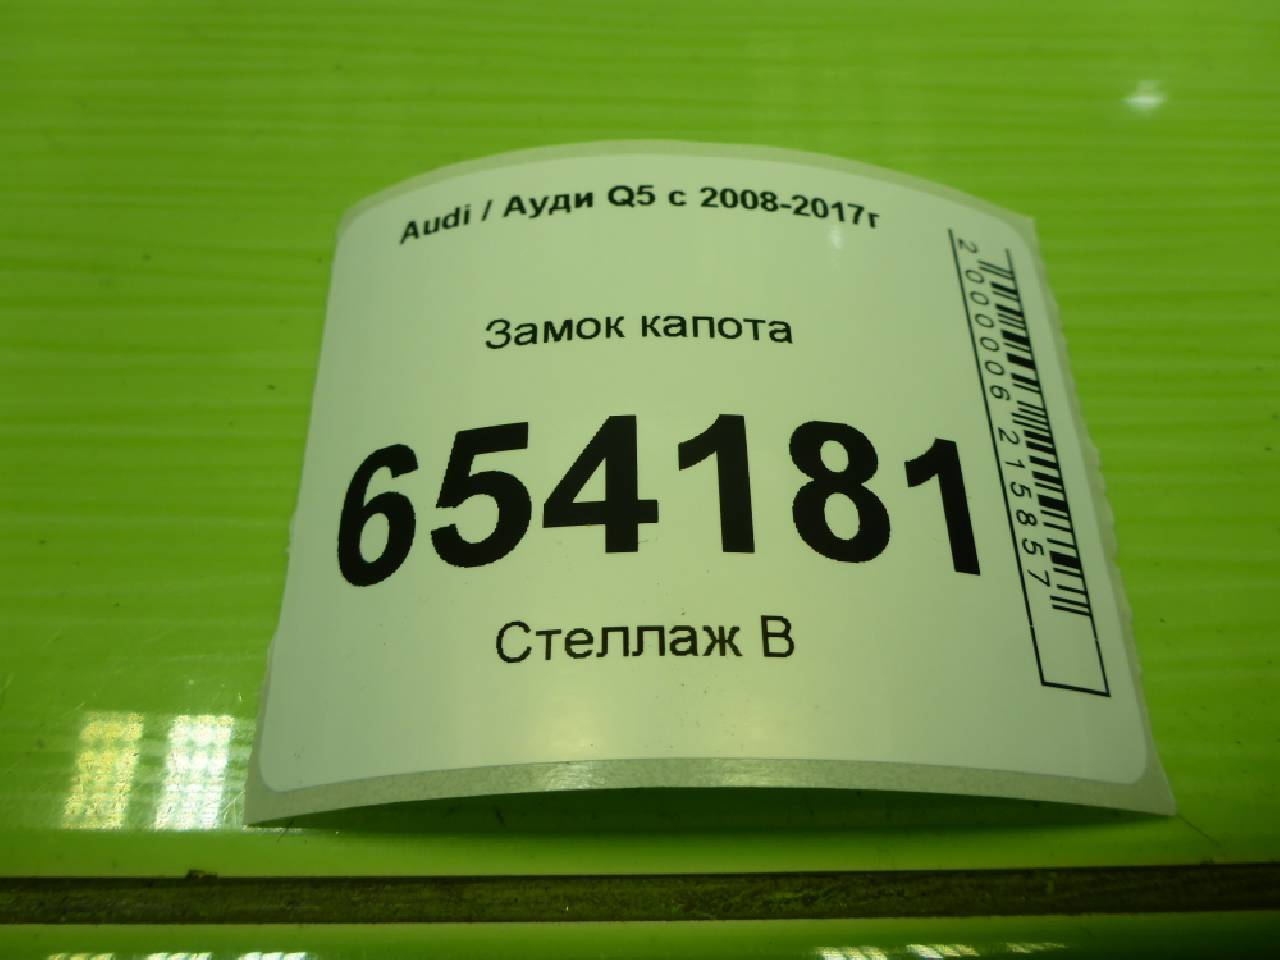 Audi / Ауди Q5 с 2008-2017г
Замок капота
654181
Стеллаж В
2000006215857